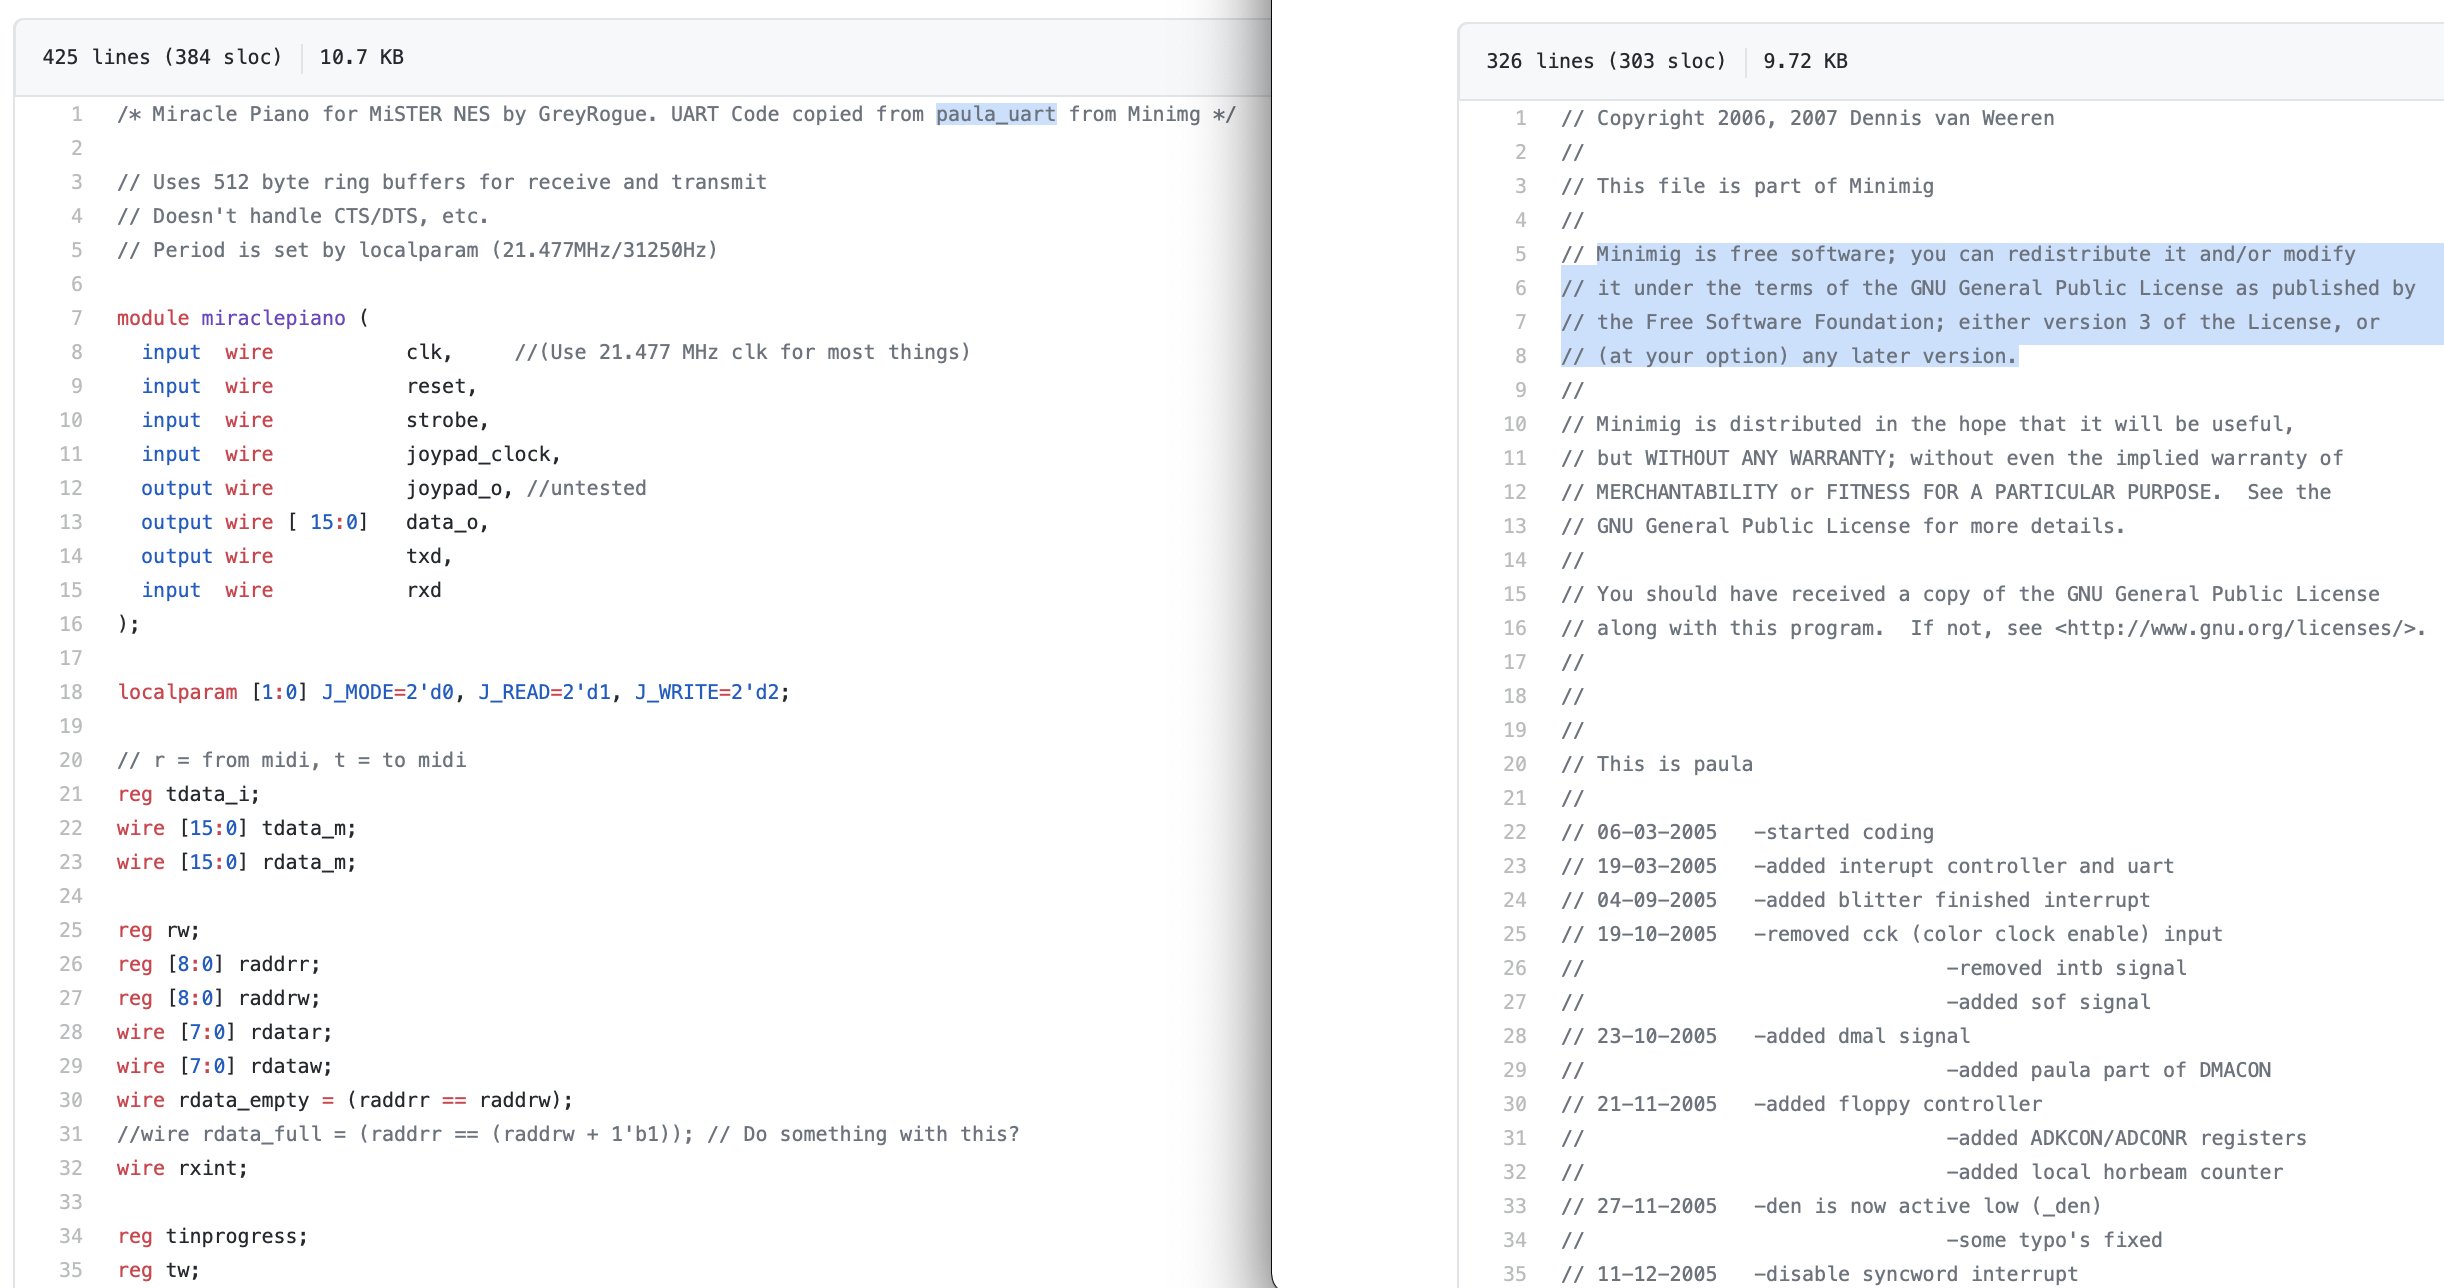 425 lines (384 sloc) 10.7 KB
1 /* Miracle Piano for MiSTER NES by GreyRogue. UART Code copied from paula_uart from Minimg */
2
3 // Uses 512 byte ring buffers for receive and transmit
4 // Doesn't handle CTS/DTS, etc.
5 // Period is set by localparam (21.477MHz/31250Hz)
6
7 module miraclepiano (
8 input wire clk, //(Use 21.477 MHz clk for most things)
9 input wire reset,
10 input wire strobe,
11 input wire joypad_clock,
12 output wire joypad_o, //untested
13 output wire [ 15:0] data_o,
14 output wire txd,
15 input wire rxd
16 );
17
18 localparam [1:0] J_MODE=2'd0, J_READ=2'd1, J_WRITE=2'd2;
19
20 // r = from midi, t = to midi
21 reg tdata_i;
22 wire [15:0] tdata_m;
23 wire [15:0] rdata_m;
24
25 reg rw;
26 reg [8:0] raddrr;
27 reg [8:0] raddrw;
28 wire [7:0] rdatar;
29 wire [7:0] rdataw;
30 wire rdata_empty = (raddrr == raddrw);
31 //wire rdata_full = (raddrr == (raddrw + 1'b1)); // Do something with this?
32 wire rxint;
33
34 reg tinprogress;
35 reg tw;
326 lines (303 sloc) 9.72 KB
1 // Copyright 2006, 2007 Dennis van Weeren
2 //
3 // This file is part of Minimig
4 //
5 // Minimig is free software; you can redistribute it and/or modify
6 // it under the terms of the GNU General Public License as published by
7 // the Free Software Foundation; either version 3 of the License, or
8 // (at your option) any later version.
9 //
10 // Minimig is distributed in the hope that it will be useful,
11 // but WITHOUT ANY WARRANTY; without even the implied warranty of
12 // MERCHANTABILITY or FITNESS FOR A PARTICULAR PURPOSE. See the
13 // GNU General Public License for more details.
14 //
15 // You should have received a copy of the GNU General Public License
16 // along with this program. If not, see <http://www.gnu.org/licenses/>.
17 //
18 //
19 //
20 // This is paula
21 //
22 // 06-03-2005 -started coding
23 // 19-03-2005 -added interupt controller and uart
24 // 04-09-2005 -added blitter finished interrupt
25 // 19-10-2005 -removed cck (color clock enable) input
26 // -removed intb signal
27 // -added sof signal
28 // 23-10-2005 -added dmal signal
29 // -added paula part of DMACON
30 // 21-11-2005 -added floppy controller
31 // -added ADKCON/ADCONR registers
32 // -added local horbeam counter
33 // 27-11-2005 -den is now active low (_den)
34 // -some typo's fixed
35 // 11-12-2005 -disable syncword interrupt